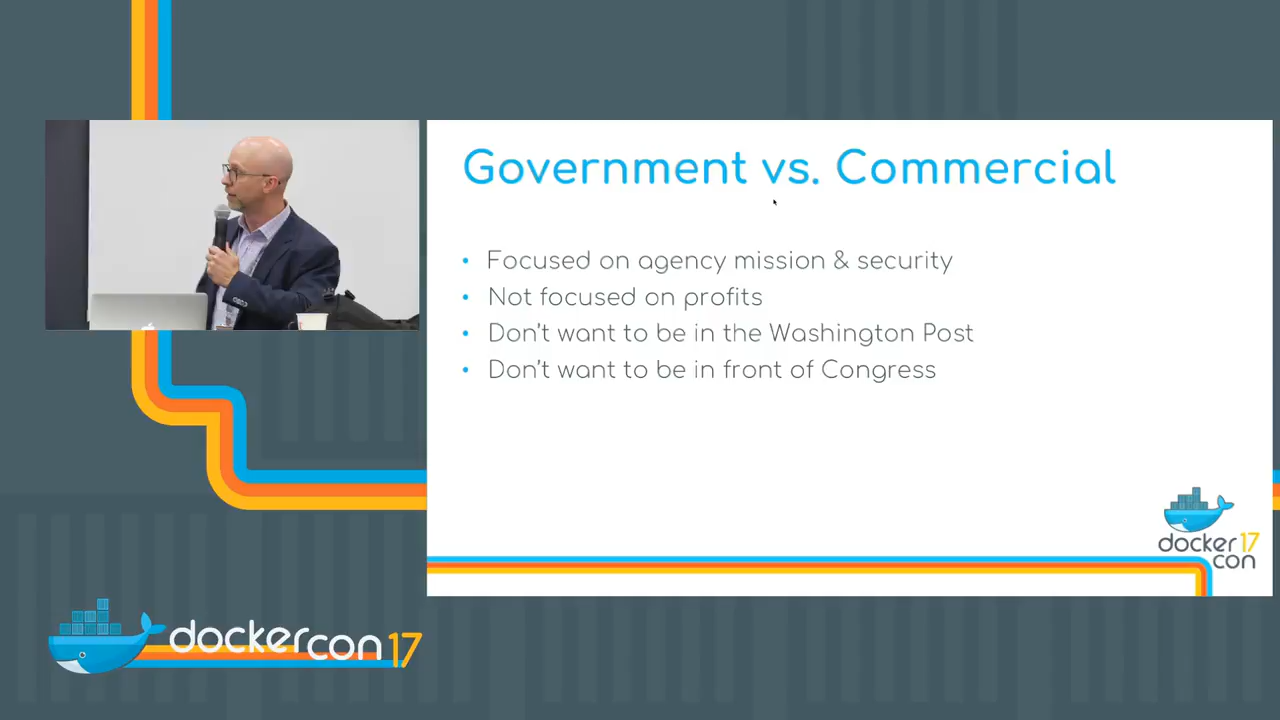 Government vs. Commercial
• Focused on agency mission & security
• Not focused on profits
• Don't want to be in the Washington Post
• Don't want to be in front of Congress
docker 17
con
dockercon 17